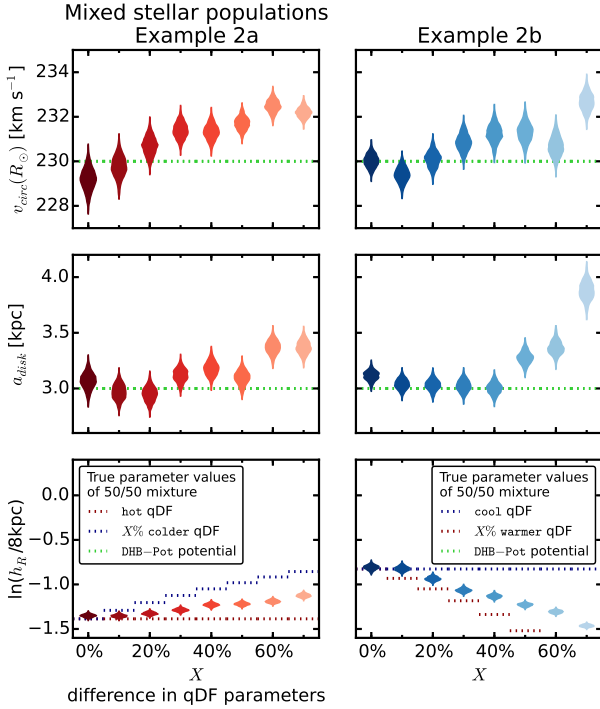 Mixed stellar populations
Example 2a
Example 2b
v_circ(R_⊙) [km s⁻¹]
234
232
230
228
a_disk [kpc]
4.0
3.5
3.0
ln(h_R/8kpc)
0.0
−0.5
−1.0
−1.5
True parameter values
of 50/50 mixture
hot qDF
X% colder qDF
DHB−Pot potential
True parameter values
of 50/50 mixture
cool qDF
X% warmer qDF
DHB−Pot potential
0% 20% 40% 60%
0% 20% 40% 60%
X
X
difference in qDF parameters